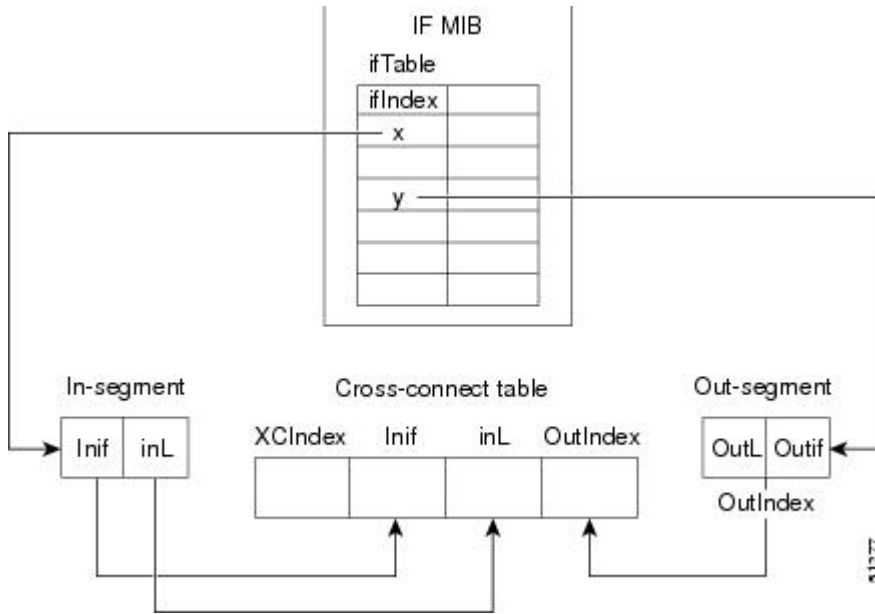 IF MIB
ifTable
ifIndex
x
y
In-segment
Cross-connect table
Out-segment
XCIndex Inif inL OutIndex
Inif inL
OutL Outif
OutIndex